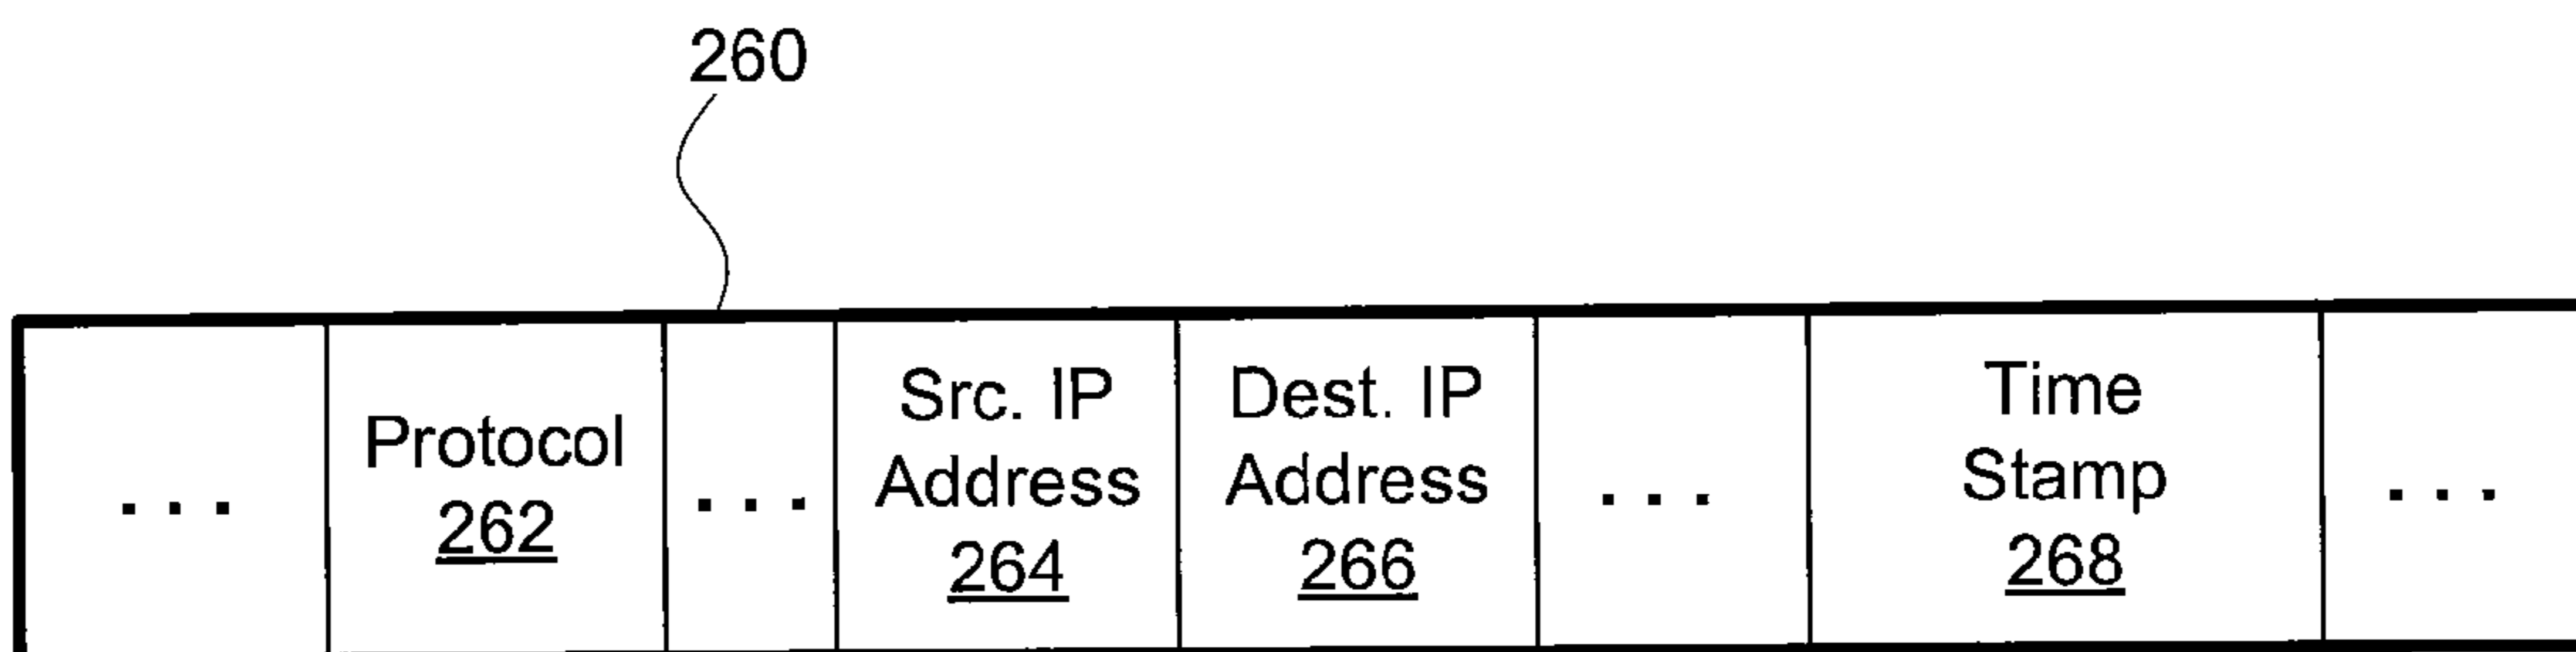 260
...
Protocol
262
...
Src. IP
Address
264
Dest. IP
Address
266
...
Time
Stamp
268
...